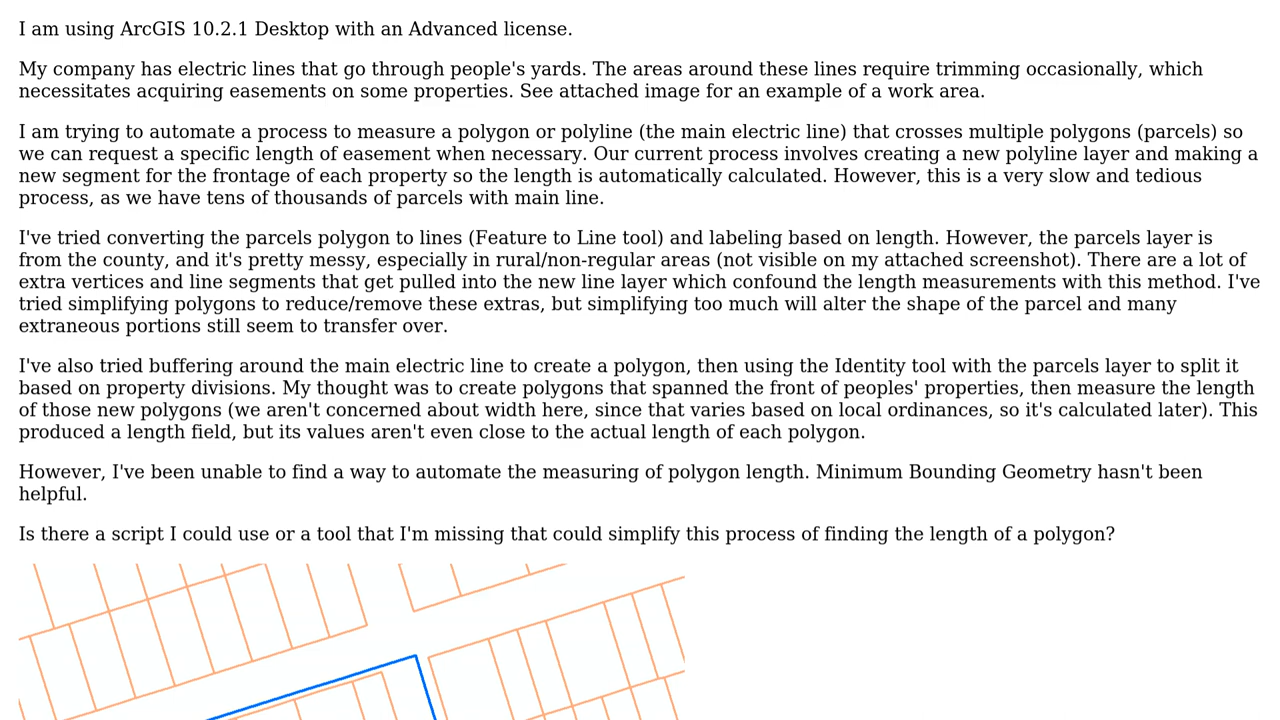 I am using ArcGIS 10.2.1 Desktop with an Advanced license.
My company has electric lines that go through people's yards. The areas around these lines require trimming occasionally, which
necessitates acquiring easements on some properties. See attached image for an example of a work area.
I am trying to automate a process to measure a polygon or polyline (the main electric line) that crosses multiple polygons (parcels) so
we can request a specific length of easement when necessary. Our current process involves creating a new polyline layer and making a
new segment for the frontage of each property so the length is automatically calculated. However, this is a very slow and tedious
process, as we have tens of thousands of parcels with main line.
I've tried converting the parcels polygon to lines (Feature to Line tool) and labeling based on length. However, the parcels layer is
from the county, and it's pretty messy, especially in rural/non-regular areas (not visible on my attached screenshot). There are a lot of
extra vertices and line segments that get pulled into the new line layer which confound the length measurements with this method. I've
tried simplifying polygons to reduce/remove these extras, but simplifying too much will alter the shape of the parcel and many
extraneous portions still seem to transfer over.
I've also tried buffering around the main electric line to create a polygon, then using the Identity tool with the parcels layer to split it
based on property divisions. My thought was to create polygons that spanned the front of peoples' properties, then measure the length
of those new polygons (we aren't concerned about width here, since that varies based on local ordinances, so it's calculated later). This
produced a length field, but its values aren't even close to the actual length of each polygon.
However, I've been unable to find a way to automate the measuring of polygon length. Minimum Bounding Geometry hasn't been
helpful.
Is there a script I could use or a tool that I'm missing that could simplify this process of finding the length of a polygon?